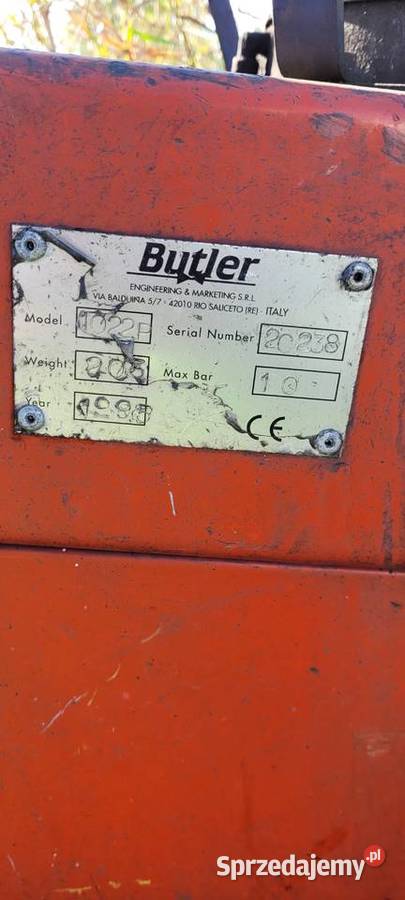 Butler
ENGINEERING & MARKETING S.R.L
VIA BALDUINA 5/7 - 42010 RIO SALICETO (RE) - ITALY
Model Serial Number 20238
Weight Max Bar 10
Year
CE
Sprzedajemy.pl